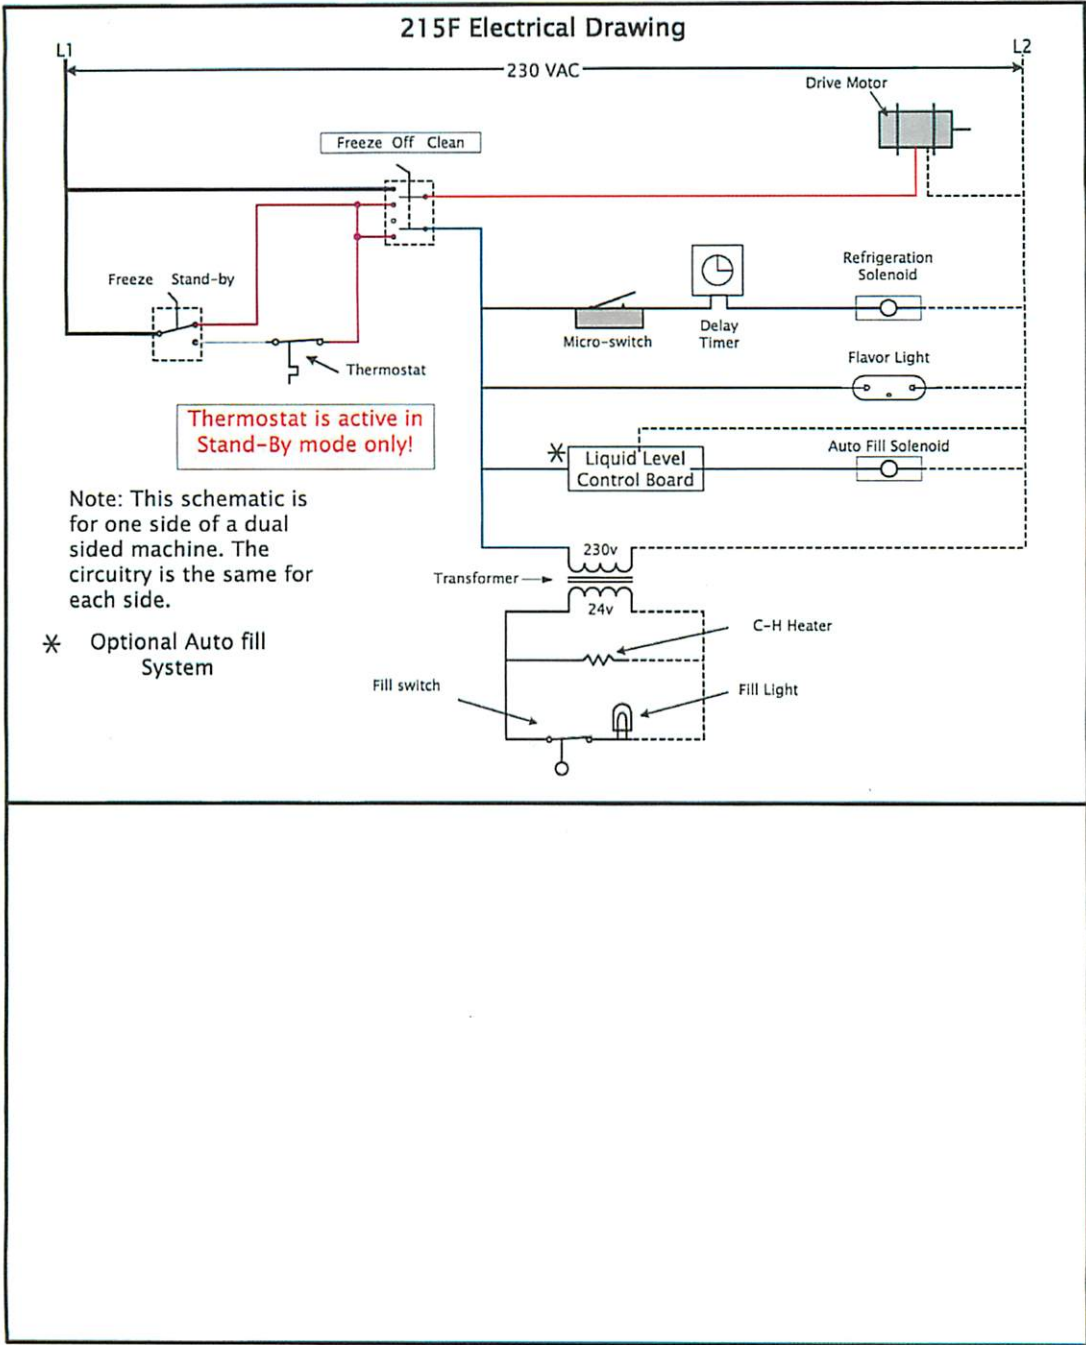 215F Electrical Drawing
L1
L2
230 VAC
Drive Motor
Freeze Off Clean
Freeze Stand-by
Refrigeration
Solenoid
Micro-switch
Delay
Timer
Thermostat
Flavor Light
Thermostat is active in
Stand-By mode only!
* Liquid Level
Control Board
Auto Fill Solenoid
Note: This schematic is
for one side of a dual
sided machine. The
circuitry is the same for
each side.
230v
Transformer
24v
* Optional Auto fill
System
C-H Heater
Fill switch
Fill Light